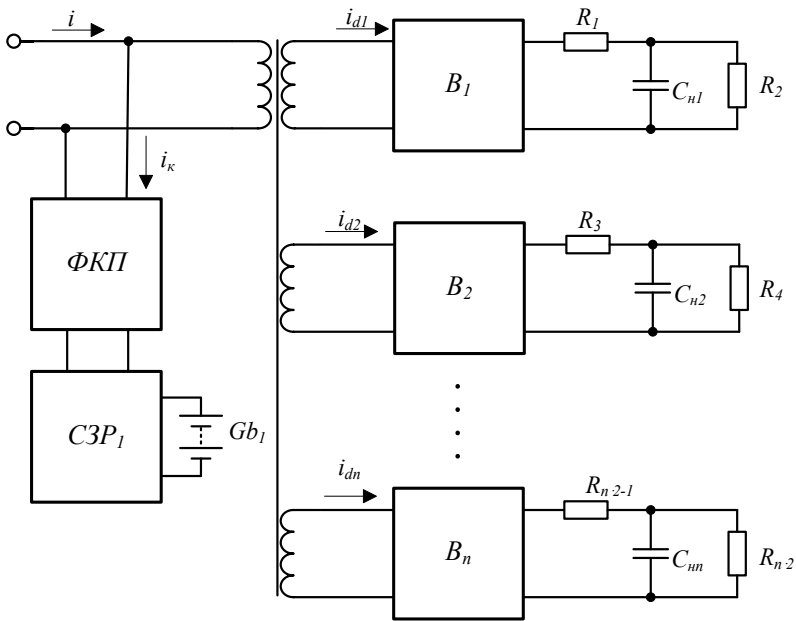 i
i_d1
B_1
R_1
C_н1
R_2
i_к
ФКП
i_d2
B_2
R_3
C_н2
R_4
СЗР_1
Gb_1
i_dn
B_n
R_n·2-1
C_нп
R_n·2